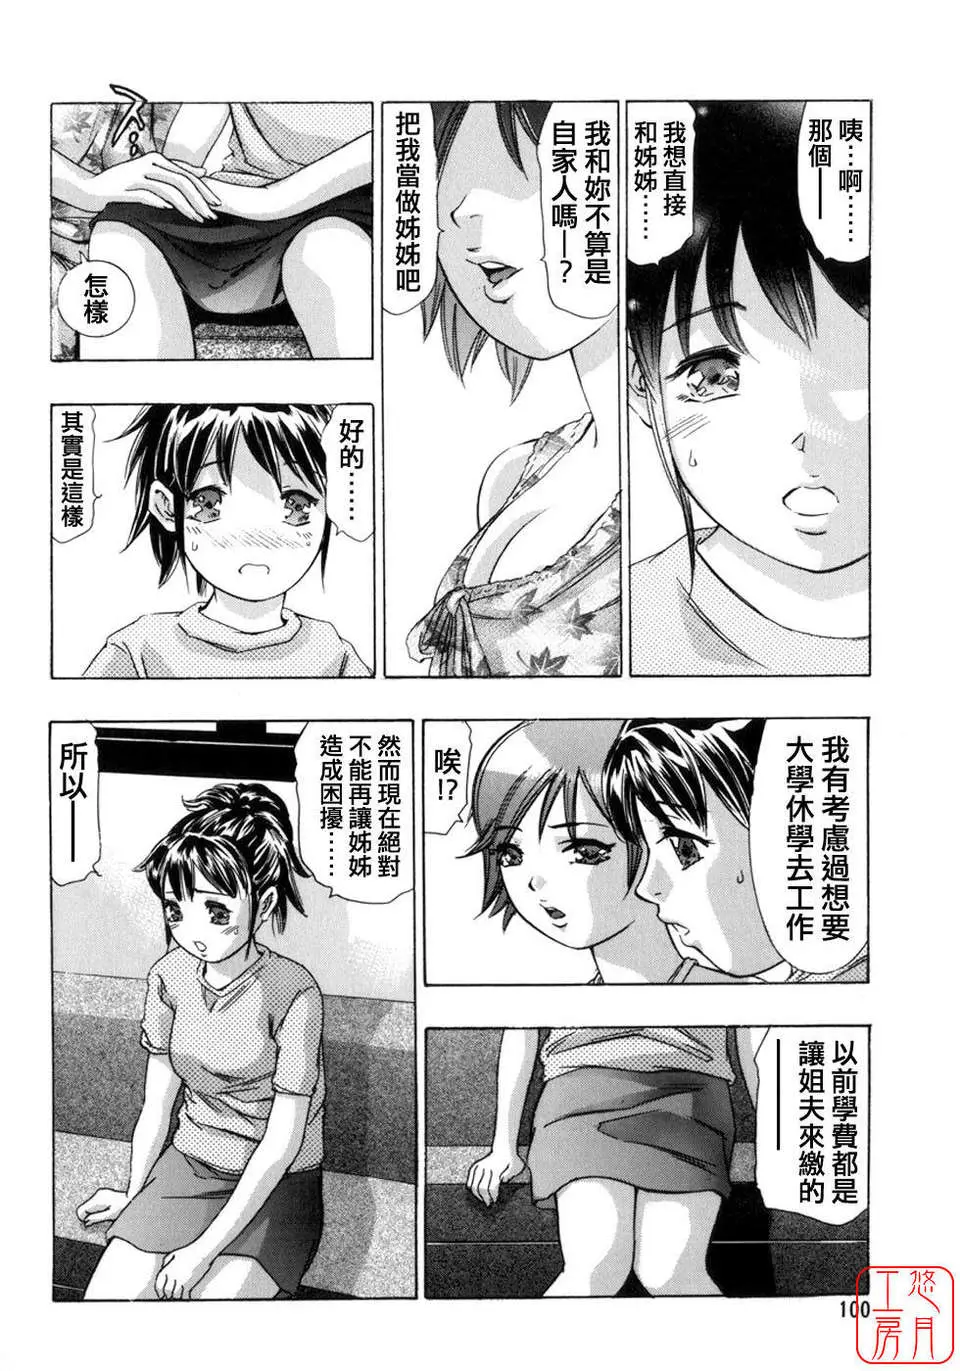 咦…啊……
那個──
我想直接
和姊姊……
我和妳不算是
自家人嗎─?
把我當做姊姊吧
ス
怎樣
好的……
其實是這樣
我有考慮過想要
大學休學去工作
唉!?
以前學費都是
讓姐夫來繳的
───
然而現在絕對
不能再讓姊姊
造成困擾……
所以──
100
悠月
工房